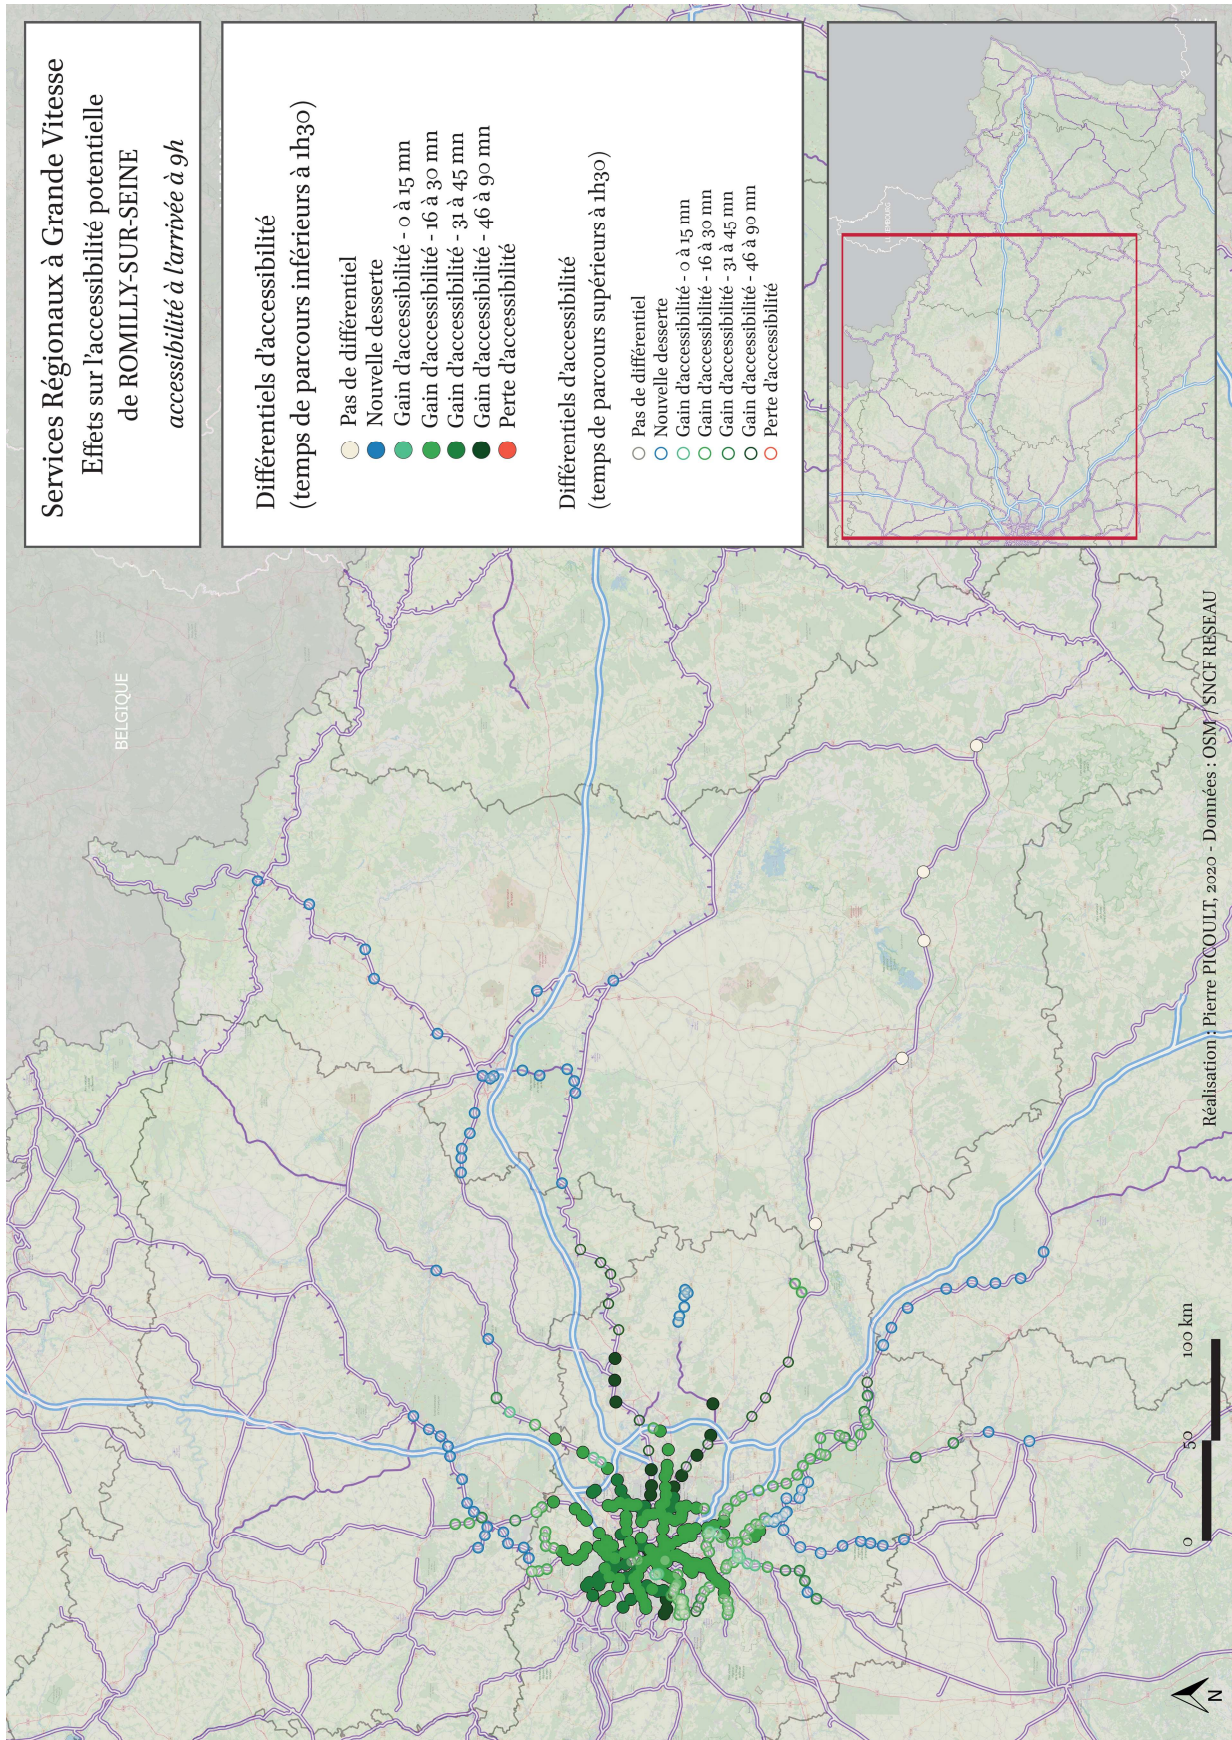 Services Régionaux à Grande Vitesse
Effets sur l'accessibilité potentielle
de ROMILLY-SUR-SEINE
accessibilité à l'arrivée à 9h
Différentiels d'accessibilité
(temps de parcours inférieurs à 1h30)
Pas de différentiel
Nouvelle desserte
Gain d'accessibilité - 0 à 15 mn
Gain d'accessibilité - 16 à 30 mn
Gain d'accessibilité - 31 à 45 mn
Gain d'accessibilité - 46 à 90 mn
Perte d'accessibilité
Différentiels d'accessibilité
(temps de parcours supérieurs à 1h30)
Pas de différentiel
Nouvelle desserte
Gain d'accessibilité - 0 à 15 mn
Gain d'accessibilité - 16 à 30 mn
Gain d'accessibilité - 31 à 45 mn
Gain d'accessibilité - 46 à 90 mn
Perte d'accessibilité
BELGIQUE
N
0 50 100 km
Réalisation : Pierre PICOULT, 2020 - Données : OSM / SNCF RESEAU